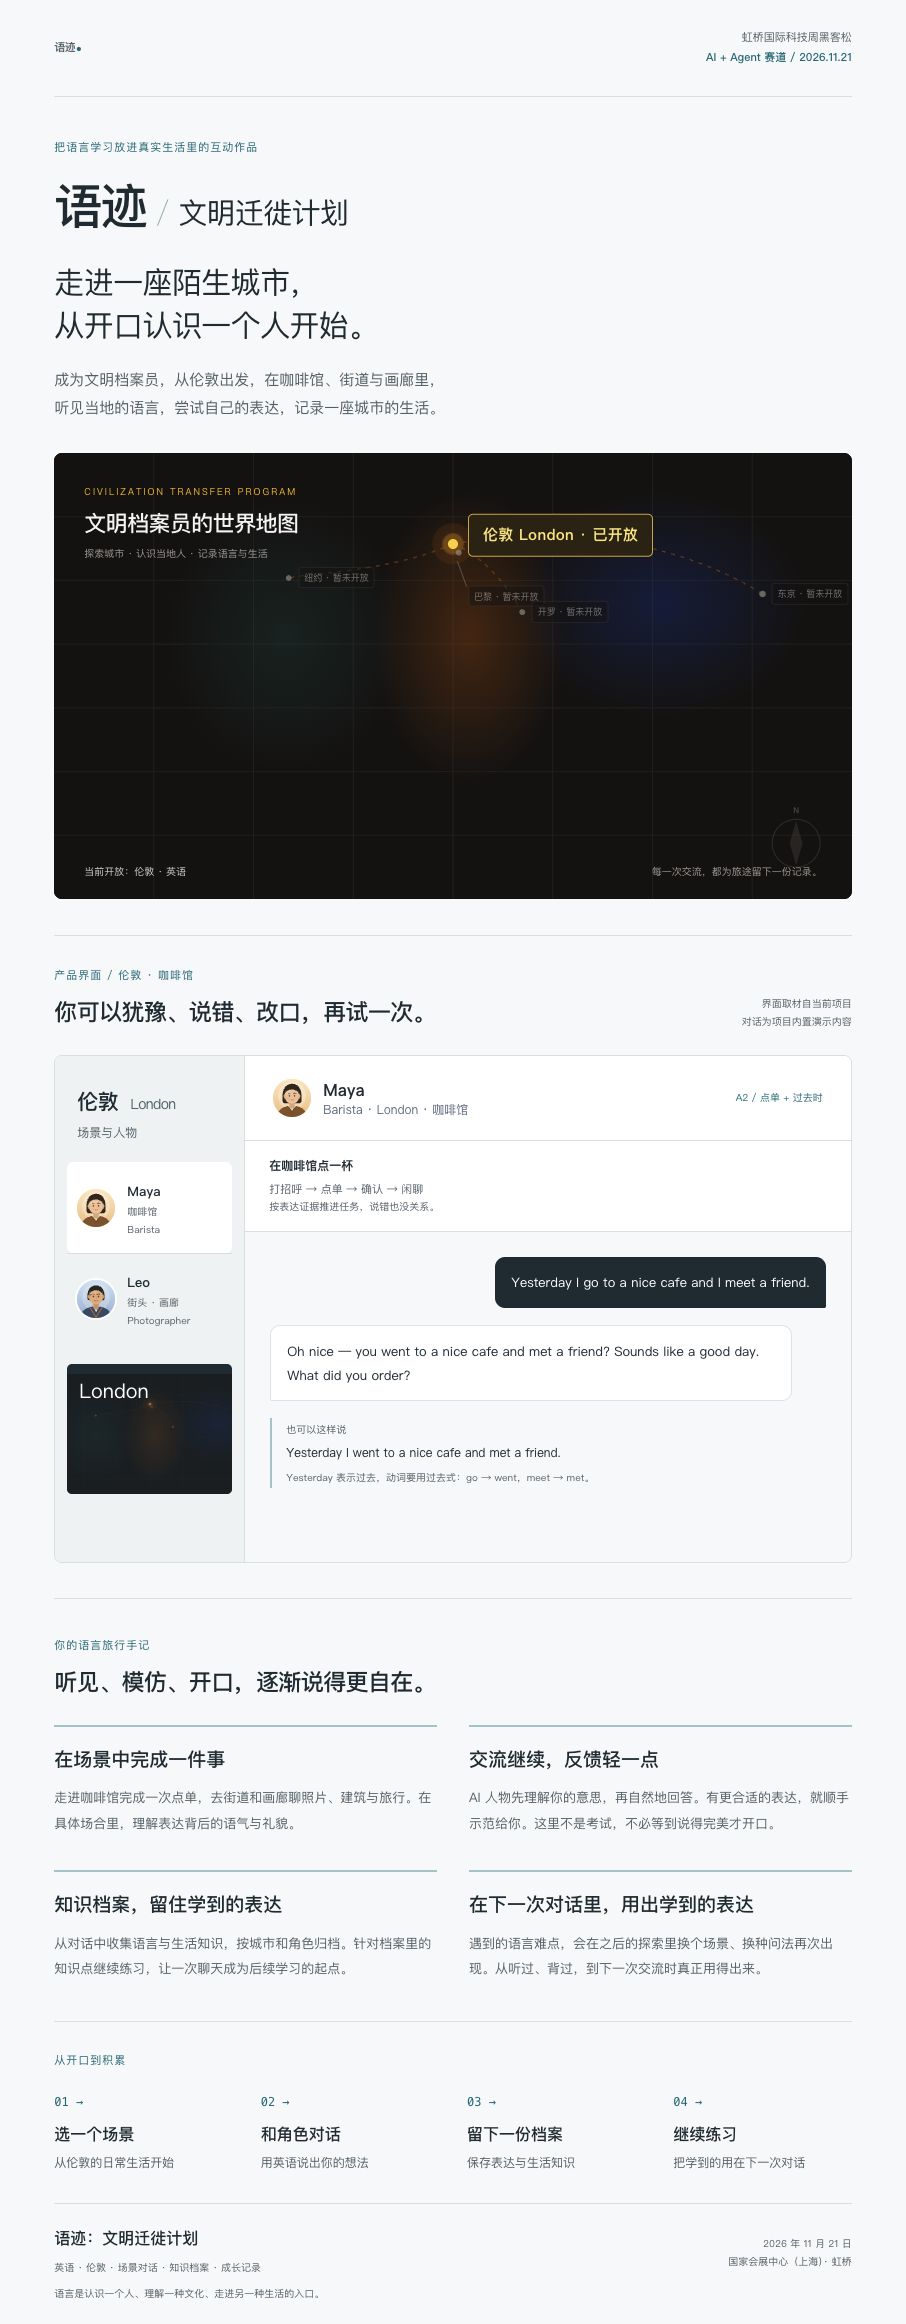 语迹
虹桥国际科技周黑客松
AI + Agent 赛道 / 2026.11.21
把语言学习放进真实生活里的互动作品
语迹 / 文明迁徙计划
走进一座陌生城市，
从开口认识一个人开始。
成为文明档案员，从伦敦出发，在咖啡馆、街道与画廊里，
听见当地的语言，尝试自己的表达，记录一座城市的生活。
CIVILIZATION TRANSFER PROGRAM
文明档案员的世界地图
探索城市 · 认识当地人 · 记录语言与生活
伦敦 London · 已开放
纽约 · 暂未开放
巴黎 · 暂未开放
开罗 · 暂未开放
东京 · 暂未开放
N
当前开放：伦敦 · 英语
每一次交流，都为旅途留下一份记录。
产品界面 / 伦敦 · 咖啡馆
你可以犹豫、说错、改口，再试一次。
界面取材自当前项目
对话为项目内置演示内容
伦敦 London
场景与人物
Maya
咖啡馆
Barista
Leo
街头 · 画廊
Photographer
London
Maya
Barista · London · 咖啡馆
A2 / 点单 + 过去时
在咖啡馆点一杯
打招呼 → 点单 → 确认 → 闲聊
按表达证据推进任务，说错也没关系。
Yesterday I go to a nice cafe and I meet a friend.
Oh nice — you went to a nice cafe and met a friend? Sounds like a good day.
What did you order?
也可以这样说
Yesterday I went to a nice cafe and met a friend.
Yesterday 表示过去，动词要用过去式：go → went，meet → met。
你的语言旅行手记
听见、模仿、开口，逐渐说得更自在。
在场景中完成一件事
走进咖啡馆完成一次点单，去街道和画廊聊照片、建筑与旅行。在
具体场合里，理解表达背后的语气与礼貌。
交流继续，反馈轻一点
AI 人物先理解你的意思，再自然地回答。有更合适的表达，就顺手
示范给你。这里不是考试，不必等到说得完美才开口。
知识档案，留住学到的表达
从对话中收集语言与生活知识，按城市和角色归档。针对档案里的
知识点继续练习，让一次聊天成为后续学习的起点。
在下一次对话里，用出学到的表达
遇到的语言难点，会在之后的探索里换个场景、换种问法再次出
现。从听过、背过，到下一次交流时真正用得出来。
从开口到积累
01 →
选一个场景
从伦敦的日常生活开始
02 →
和角色对话
用英语说出你的想法
03 →
留下一份档案
保存表达与生活知识
04 →
继续练习
把学到的用在下一次对话
语迹：文明迁徙计划
英语 · 伦敦 · 场景对话 · 知识档案 · 成长记录
语言是认识一个人、理解一种文化、走进另一种生活的入口。
2026 年 11 月 21 日
国家会展中心（上海）· 虹桥